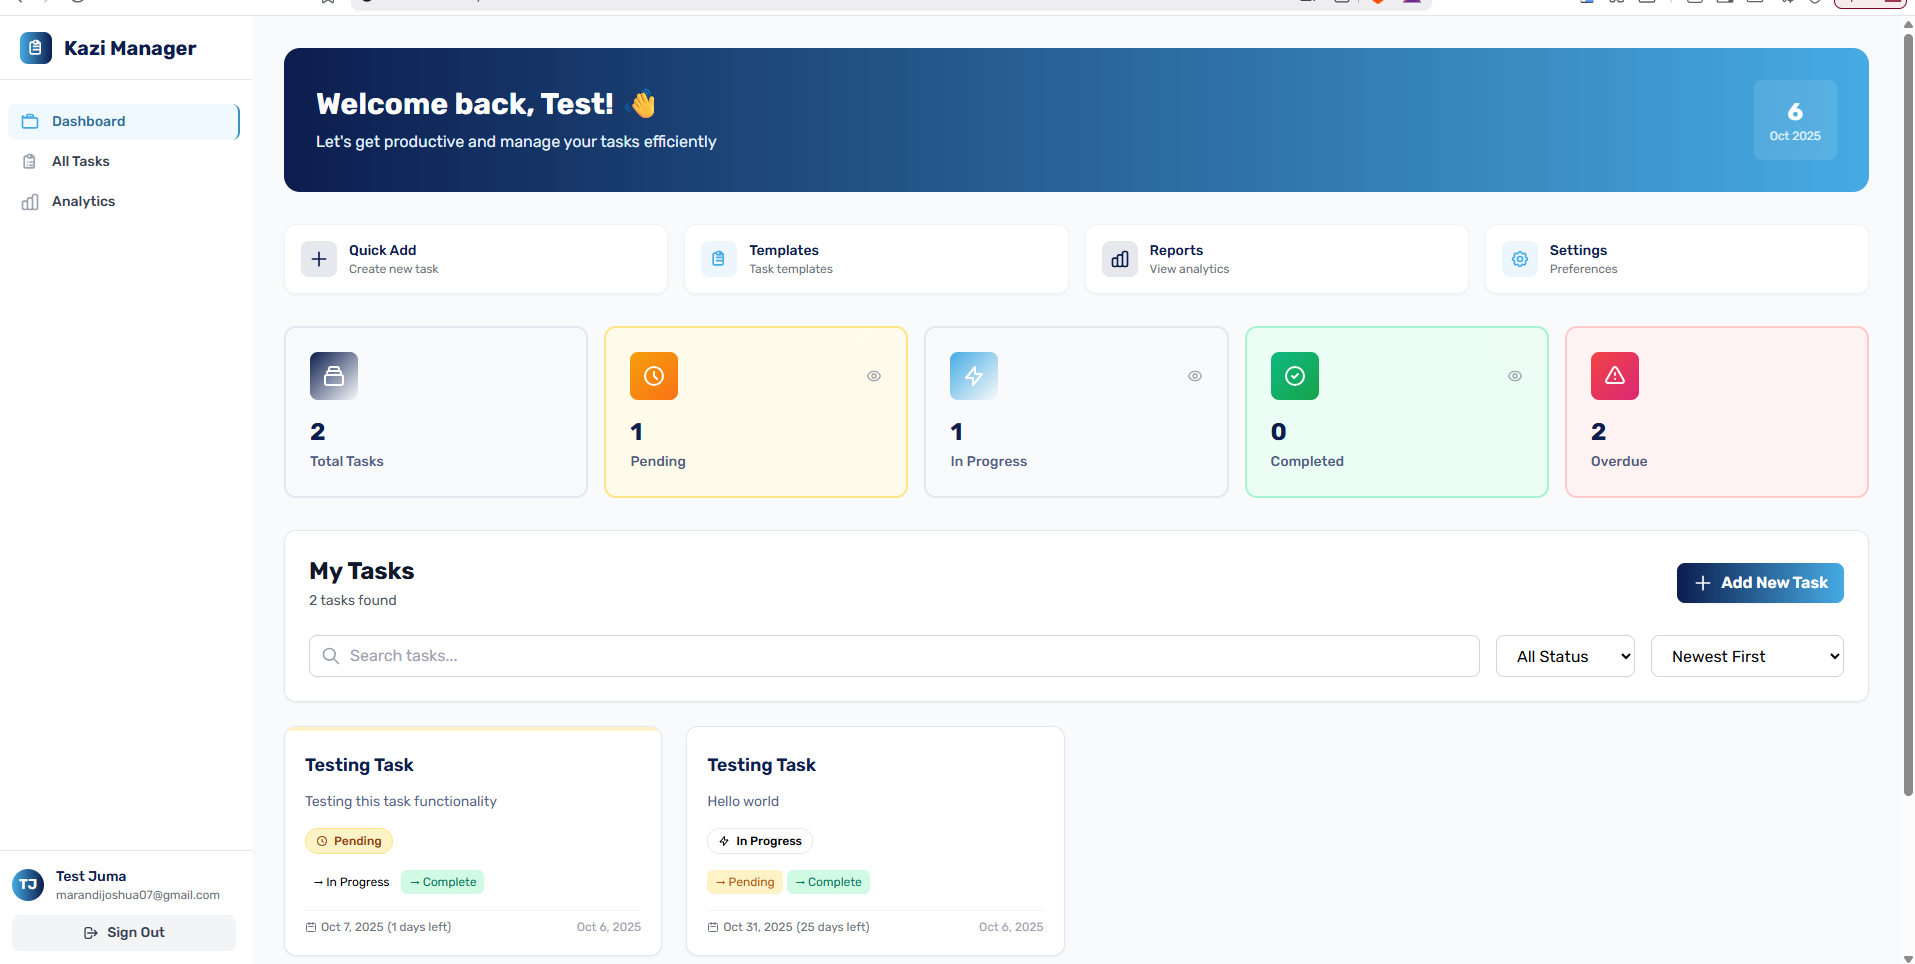 Kazi Manager
Dashboard
All Tasks
Analytics
Welcome back, Test! 👋
Let's get productive and manage your tasks efficiently
6
Oct 2025
Quick Add
Create new task
Templates
Task templates
Reports
View analytics
Settings
Preferences
2
Total Tasks
1
Pending
1
In Progress
0
Completed
2
Overdue
My Tasks
2 tasks found
+ Add New Task
Search tasks...
All Status
Newest First
Testing Task
Testing this task functionality
Pending
→ In Progress → Complete
Oct 7, 2025 (1 days left) Oct 6, 2025
Testing Task
Hello world
In Progress
→ Pending → Complete
Oct 31, 2025 (25 days left) Oct 6, 2025
TJ
Test Juma
marandijoshua07@gmail.com
Sign Out